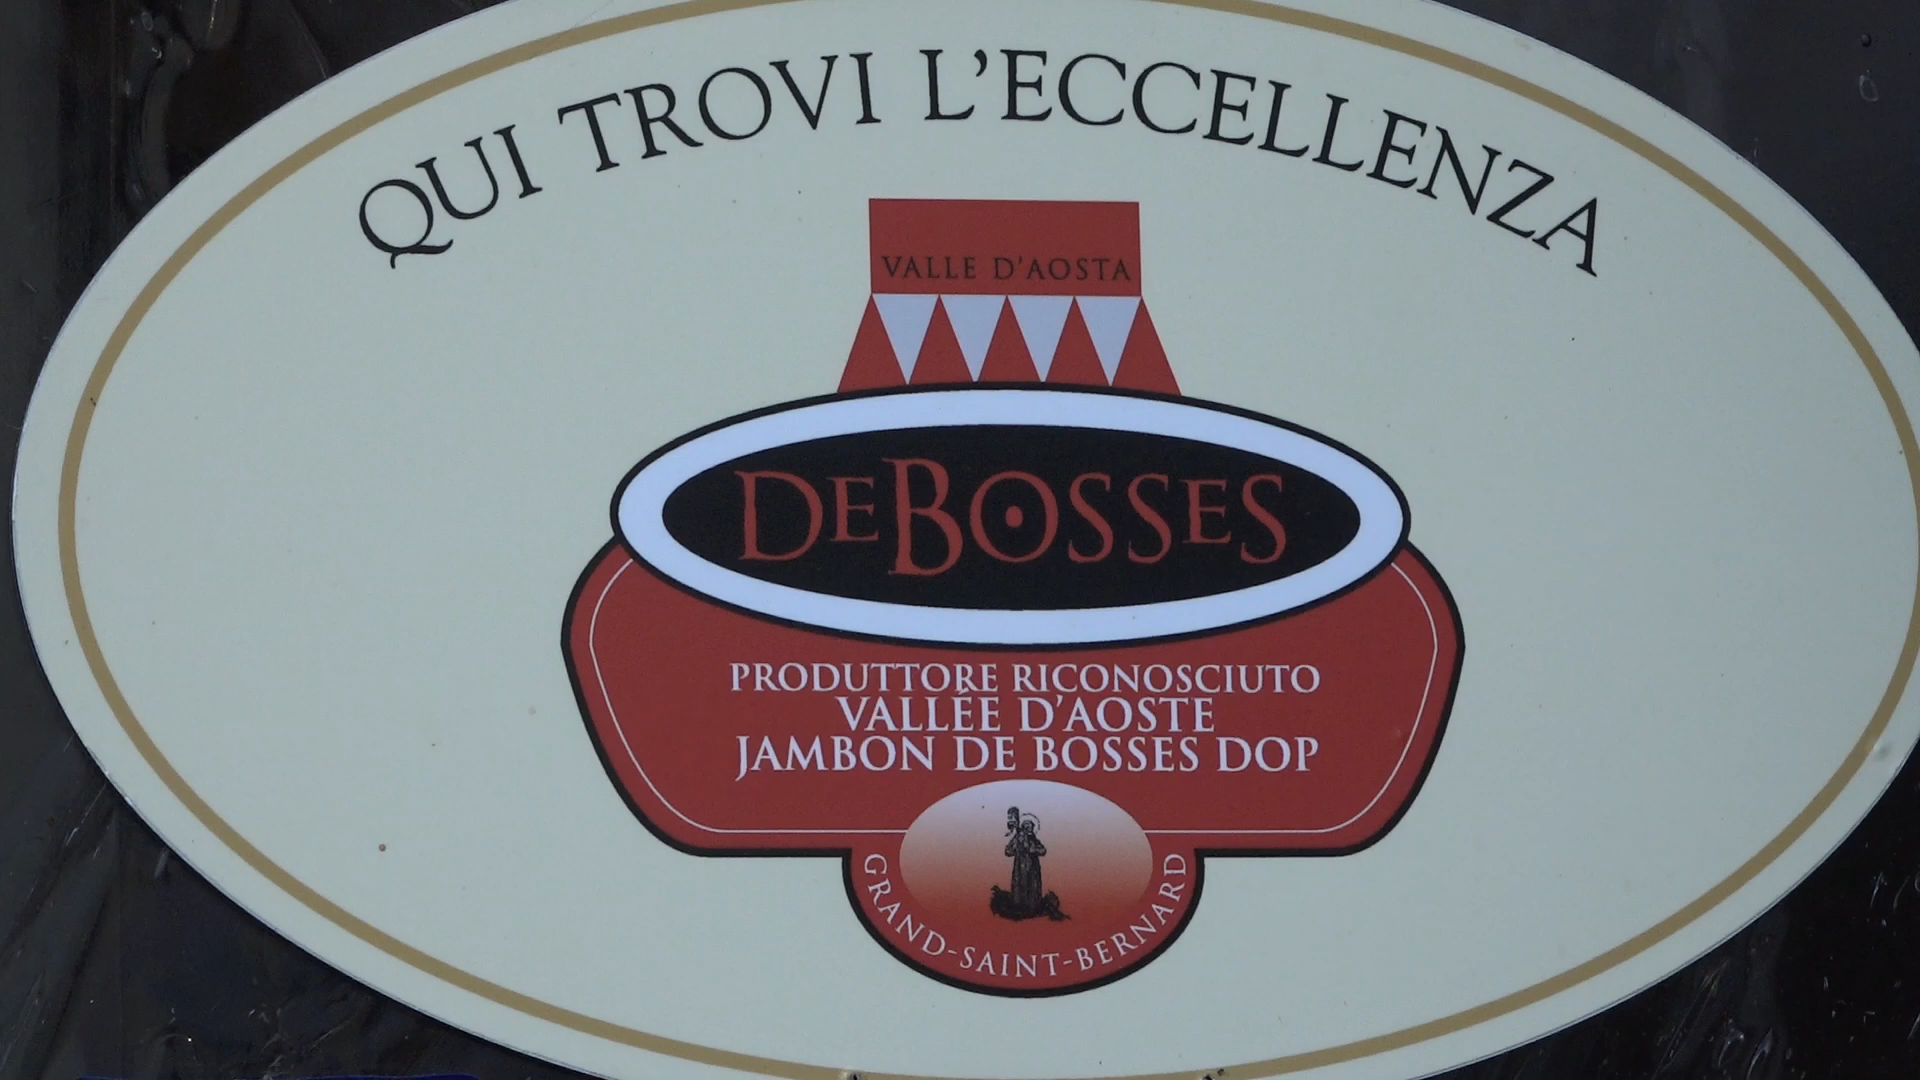 QUI TROVI L'ECCELLENZA
VALLE D'AOSTA
DEBOSSES
PRODUTTORE RICONOSCIUTO
VALLÉE D'AOSTE
JAMBON DE BOSSES DOP
GRAND-SAINT-BERNARD